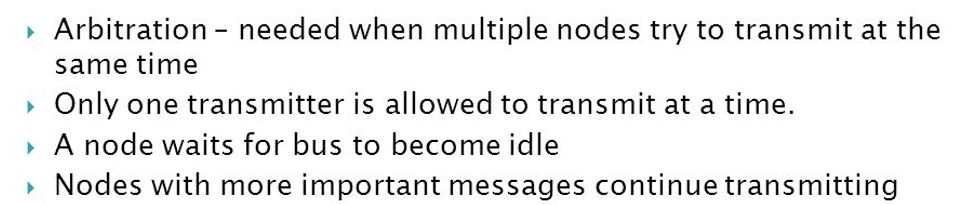 Arbitration – needed when multiple nodes try to transmit at the
same time
Only one transmitter is allowed to transmit at a time.
A node waits for bus to become idle
Nodes with more important messages continue transmitting